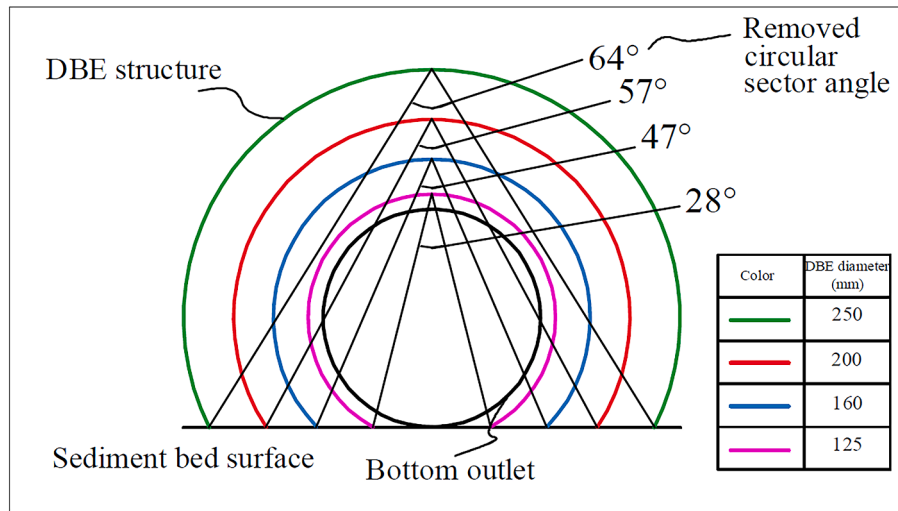 DBE structure
64°
57°
47°
28°
Removed
circular
sector angle
Sediment bed surface
Bottom outlet
Color
DBE diameter
(mm)
250
200
160
125